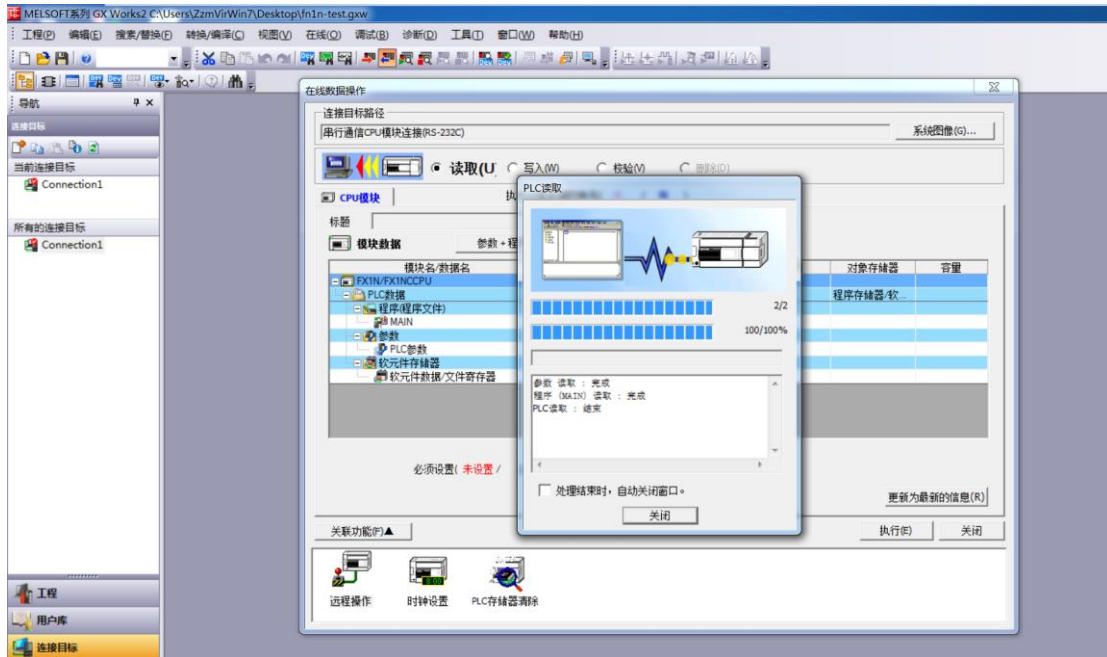 MELSOFT系列 GX Works2 C:\Users\ZzmVirWin7\Desktop\fn1n-test.gxw
工程(P) 编辑(E) 搜索/替换(F) 转换/编译(C) 视图(V) 在线(O) 调试(B) 诊断(D) 工具(T) 窗口(W) 帮助(H)
导航
连接目标
当前连接目标
Connection1
所有的连接目标
Connection1
工程
用户库
连接目标
在线数据操作
连接目标路径
串行通信CPU模块连接(RS-232C)
系统图像(G)...
读取(U) 写入(W) 校验(V) 删除(D)
CPU模块
执
标题
模块数据
参数+程
模块名/数据名
对象存储器
容量
FX1N/FX1NCCPU
PLC数据
程序存储器/软...
程序(程序文件)
MAIN
参数
PLC参数
软元件存储器
软元件数据/文件寄存器
必须设置( 未设置 /
更新为最新的信息(R)
关联功能(F)▲
执行(E)
关闭
远程操作
时钟设置
PLC存储器清除
PLC读取
2/2
100/100%
参数 读取 : 完成
程序 (MAIN) 读取 : 完成
PLC读取 : 结束
处理结束时，自动关闭窗口。
关闭